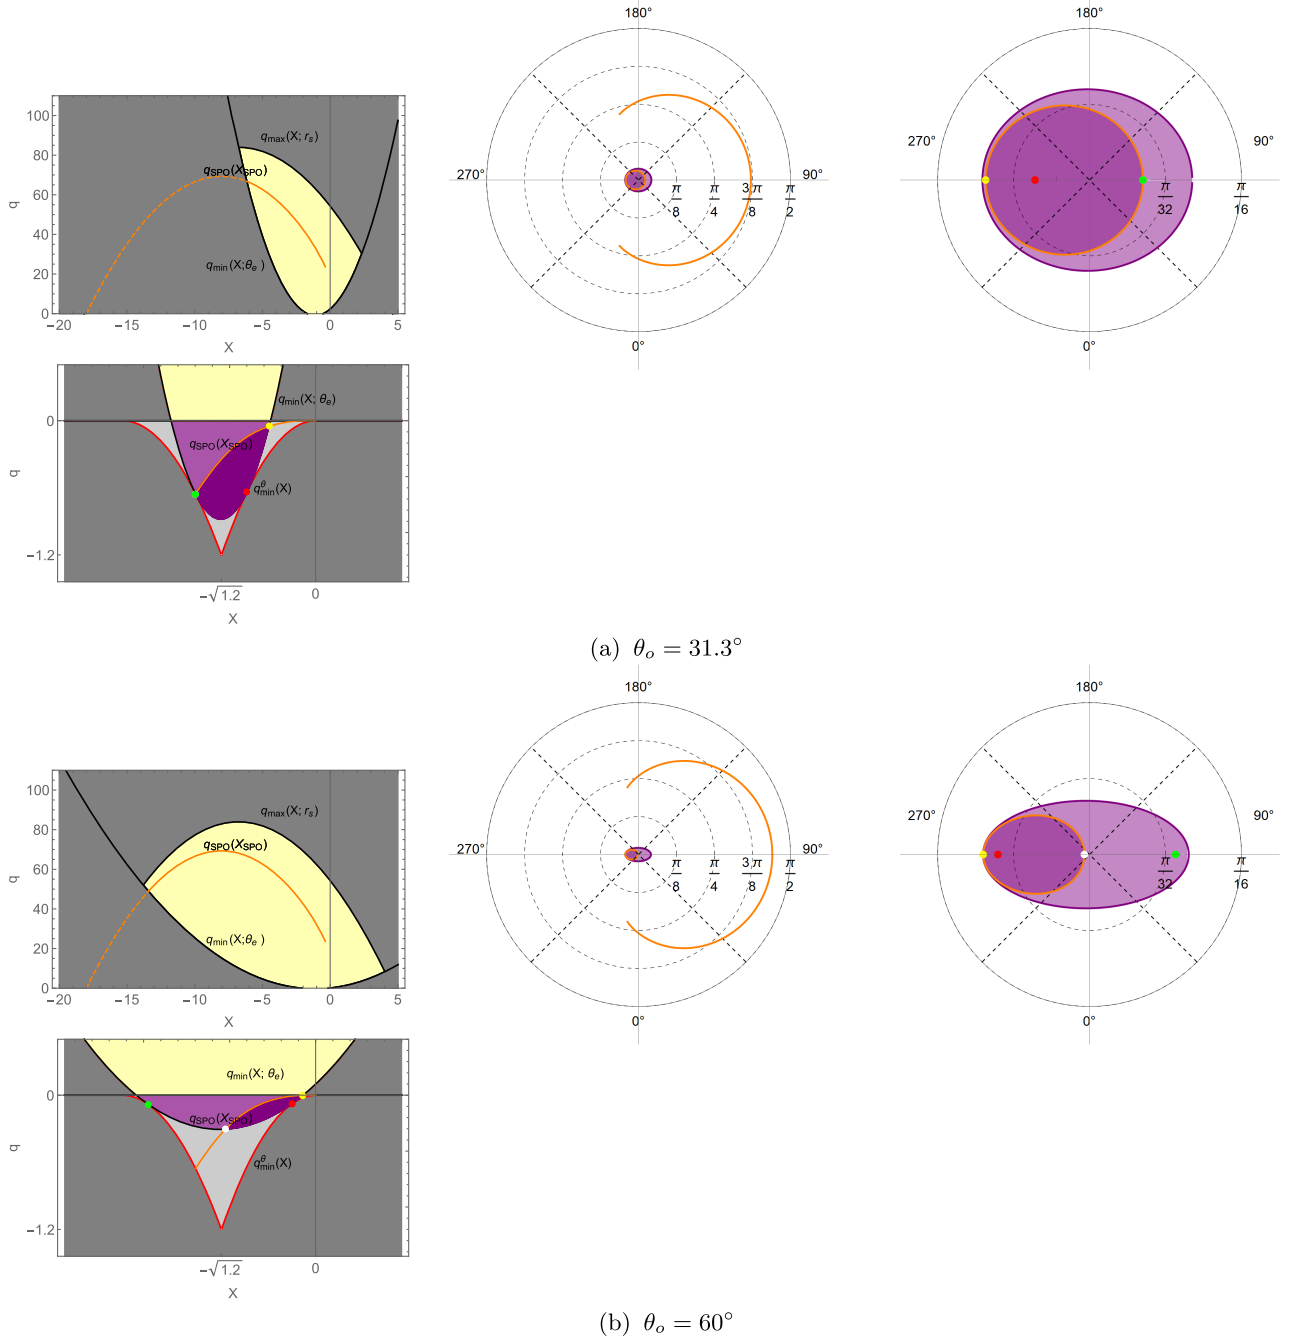 180°
180°
100
80
60
40
20
0
q
q_max(X; r_s)
q_SPO(X_SPO)
q_min(X;θ_e )
−20
−15
−10
−5
0
5
X
270°
90°
π/8
π/4
3π/8
π/2
0°
270°
90°
π/32
π/16
0°
q_min(X; θ_e)
0
q_SPO(X_SPO)
q
q^θ_min(X)
−1.2
−√1.2
0
X
(a) θ_o = 31.3°
180°
180°
100
80
60
40
20
0
q
q_max(X; r_s)
q_SPO(X_SPO)
q_min(X;θ_e )
−20
−15
−10
−5
0
5
X
270°
90°
π/8
π/4
3π/8
π/2
0°
270°
90°
π/32
π/16
0°
q_min(X; θ_e)
0
q_SPO(X_SPO)
q
q^θ_min(X)
−1.2
−√1.2
0
X
(b) θ_o = 60°